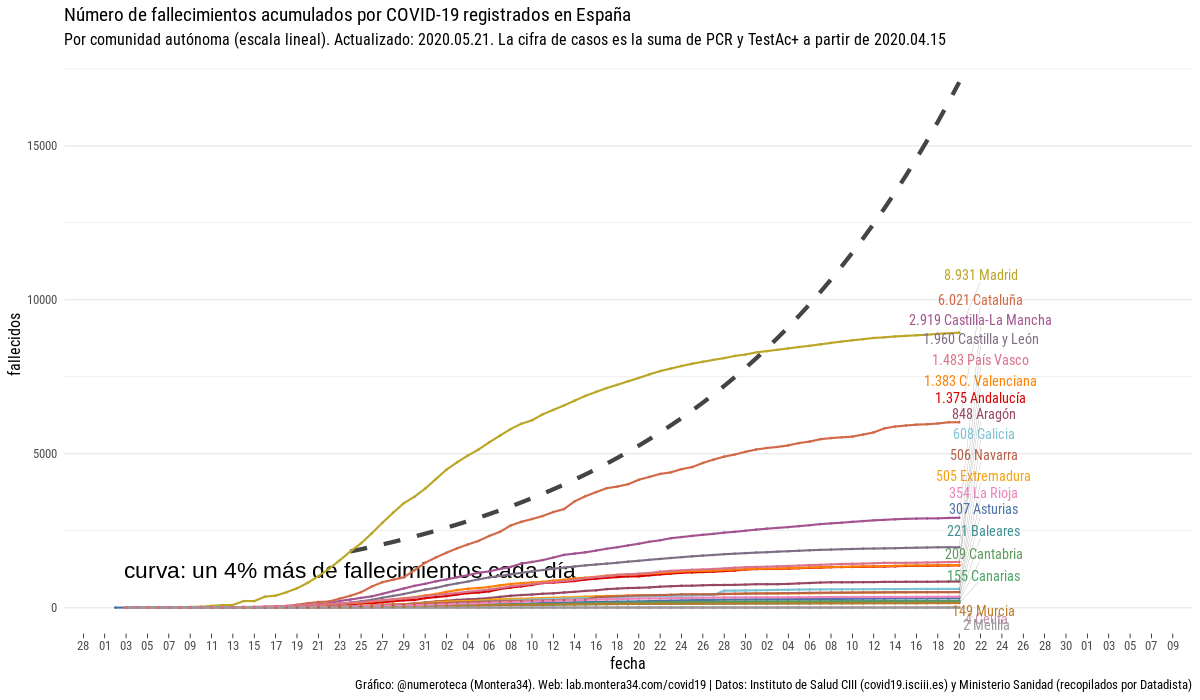 Número de fallecimientos acumulados por COVID-19 registrados en España
Por comunidad autónoma (escala lineal). Actualizado: 2020.05.21. La cifra de casos es la suma de PCR y TestAc+ a partir de 2020.04.15
fallecidos
15000
10000
5000
0
8.931 Madrid
6.021 Cataluña
2.919 Castilla-La Mancha
1.960 Castilla y León
1.483 País Vasco
1.383 C. Valenciana
1.375 Andalucía
848 Aragón
608 Galicia
506 Navarra
505 Extremadura
354 La Rioja
307 Asturias
221 Baleares
209 Cantabria
155 Canarias
149 Murcia
4 Ceuta
2 Melilla
curva: un 4% más de fallecimientos cada día
28 01 03 05 07 09 11 13 15 17 19 21 23 25 27 29 31 02 04 06 08 10 12 14 16 18 20 22 24 26 28 30 02 04 06 08 10 12 14 16 18 20 22 24 26 28 30 01 03 05 07 09
fecha
Gráfico: @numeroteca (Montera34). Web: lab.montera34.com/covid19 | Datos: Instituto de Salud CIII (covid19.isciii.es) y Ministerio Sanidad (recopilados por Datadista)